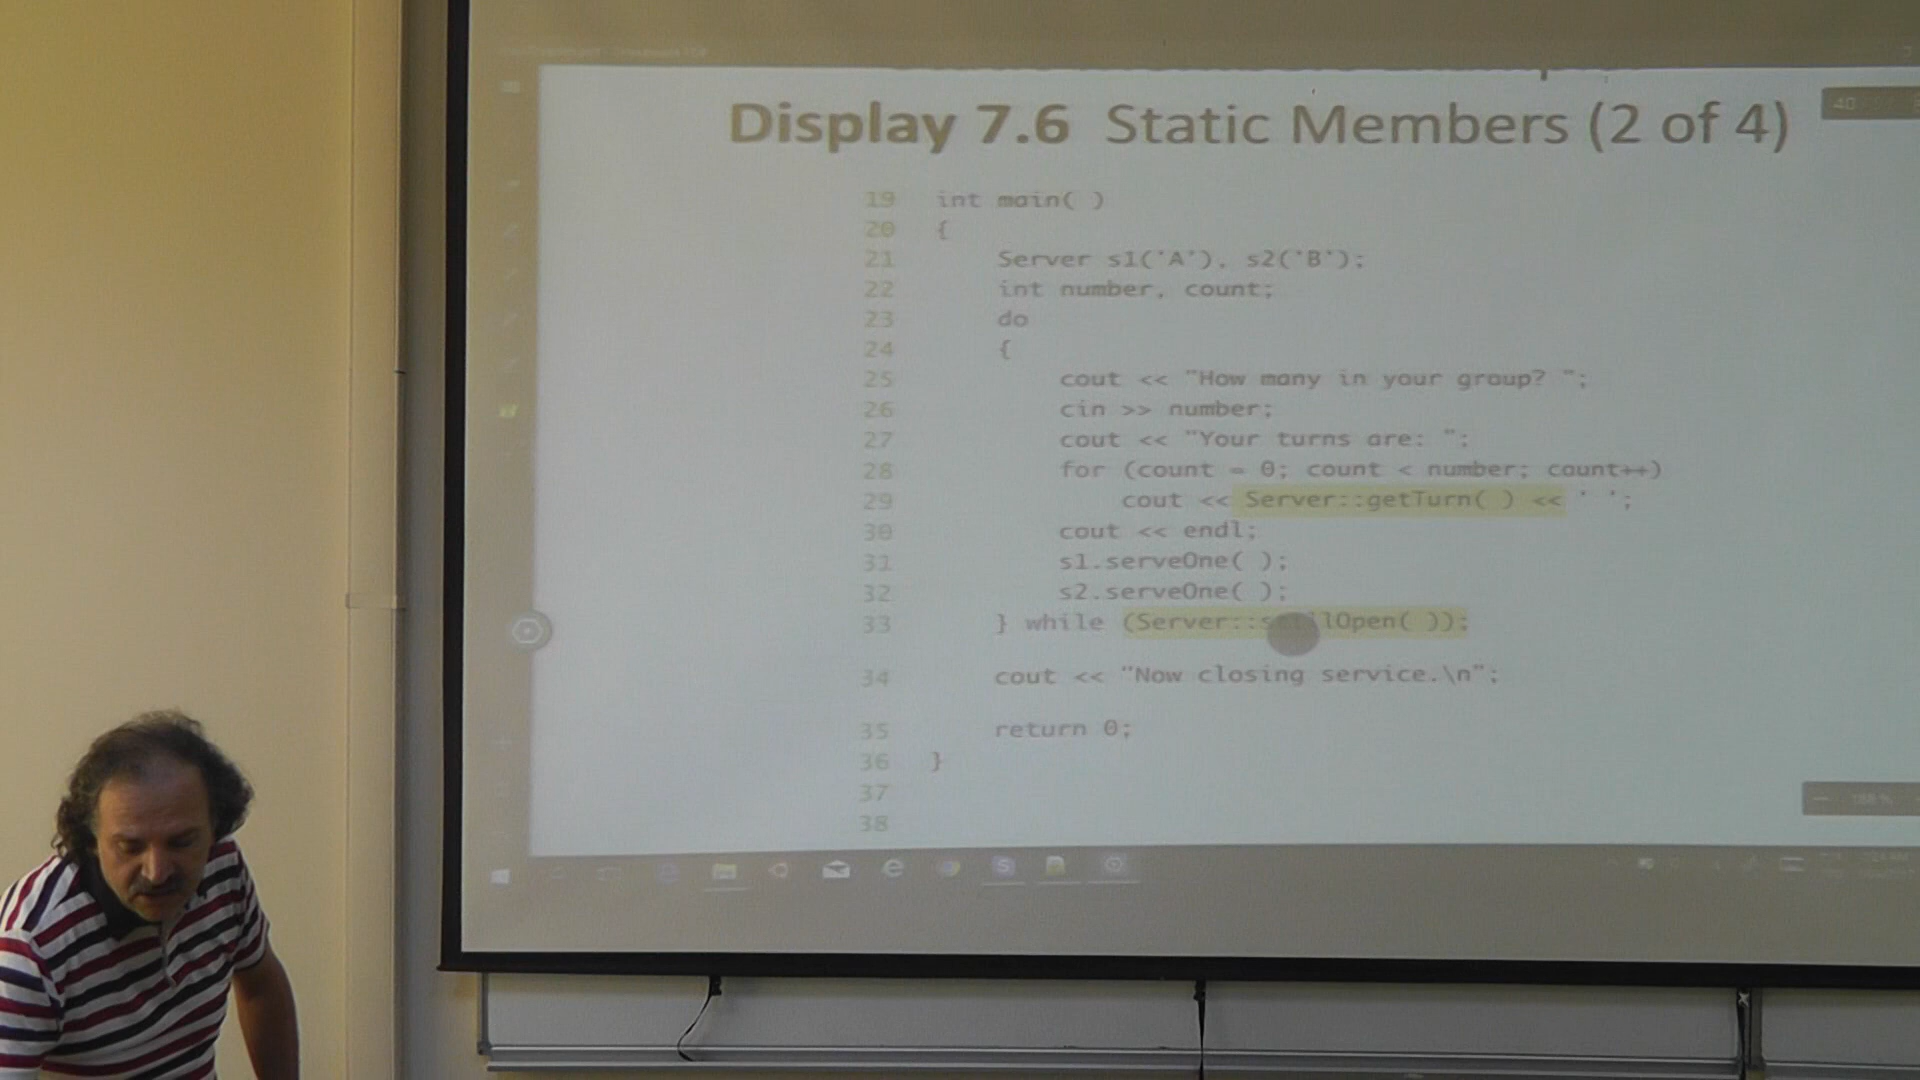 Display 7.6 Static Members (2 of 4)
40
19 int main( )
20 {
21 Server s1('A'), s2('B');
22 int number, count;
23 do
24 {
25 cout << "How many in your group? ";
26 cin >> number;
27 cout << "Your turns are: ";
28 for (count = 0; count < number; count++)
29 cout << Server::getTurn( ) << ' ';
30 cout << endl;
31 s1.serveOne( );
32 s2.serveOne( );
33 } while (Server::stillOpen( ));
34 cout << "Now closing service.\n";
35 return 0;
36 }
37
38